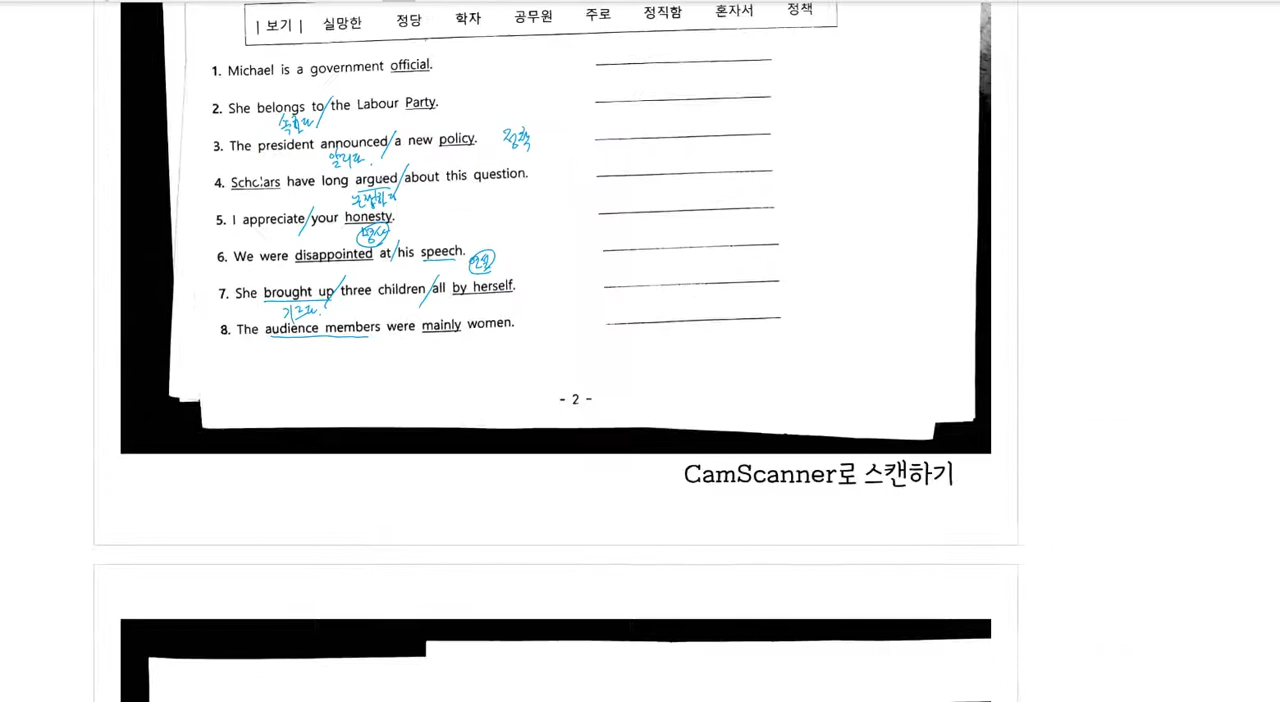 | 보기 | 실망한 정당 학자 공무원 주로 정직함 혼자서 정책
1. Michael is a government official.
2. She belongs to/the Labour Party.
속하다
3. The president announced/a new policy. 정책
알리다.
4. Scholars have long argued/about this question.
논쟁하다
5. I appreciate/your honesty.
명사
6. We were disappointed at/his speech.
연설
7. She brought up/three children/all by herself.
기르다.
8. The audience members were mainly women.
- 2 -
CamScanner로 스캔하기